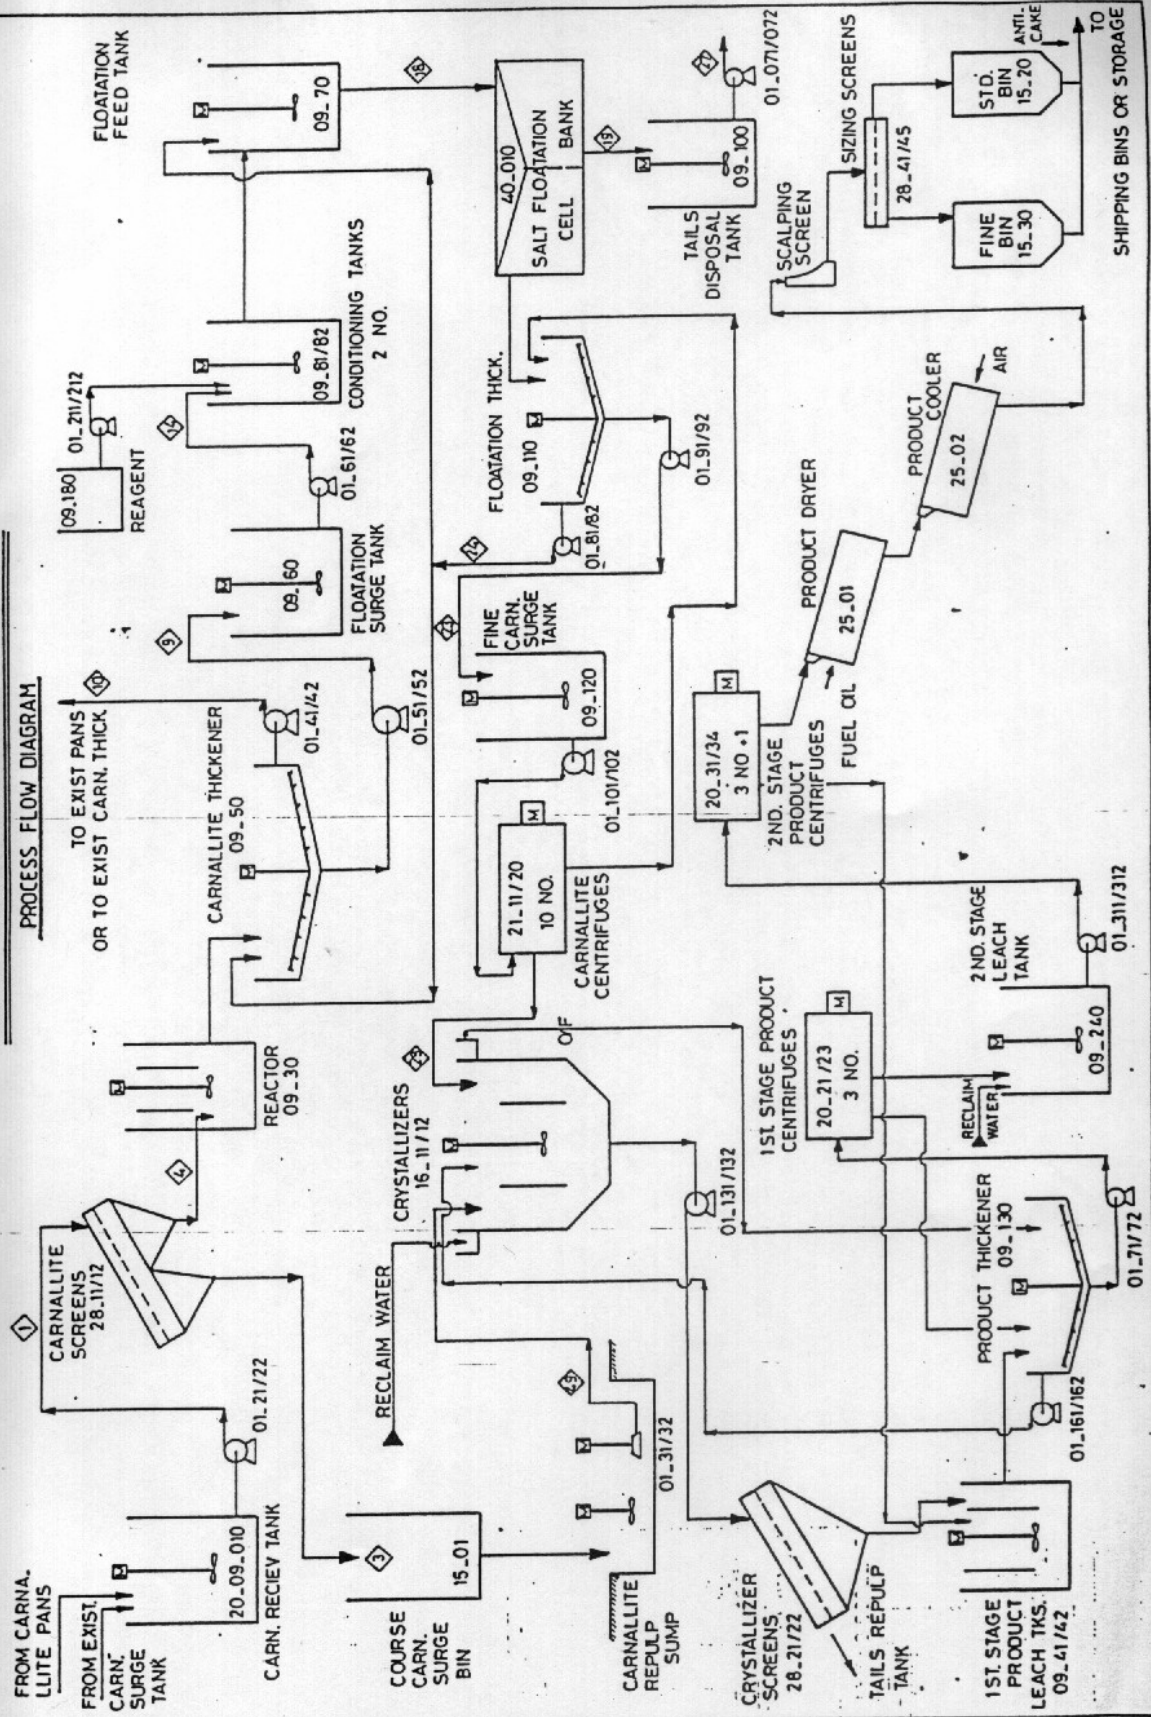 PROCESS FLOW DIAGRAM
FROM CARNA-
LLITE PANS
FROM EXIST.
CARN.
SURGE
TANK
20_09_010
CARN. RECIEV TANK
01_21/22
1
CARNALLITE
SCREENS
28_11/12
4
REACTOR
09_30
TO EXIST PANS
OR TO EXIST CARN. THICK.
10
CARNALLITE THICKENER
09_50
01_41/42
01_51/52
9
09_60
FLOATATION
SURGE TANK
01_61/62
09.180
REAGENT
01_211/212
09_81/82
CONDITIONING TANKS
2 NO.
FLOATATION
FEED TANK
09_70
18
3
15_01
COURSE
CARN.
SURGE
BIN
RECLAIM WATER
CRYSTALLIZERS
16_11/12
O/F
21_11/20
10 NO.
M
CARNALLITE
CENTRIFUGES
01_101/102
FINE
CARN.
SURGE
TANK
09_120
24
01_81/82
FLOATATION THICK.
09_110
01_91/92
40_010
SALT FLOATATION
CELL BANK
19
09_100
TAILS
DISPOSAL
TANK
27
01_071/072
CARNALLITE
REPULP
SUMP
49
01_31/32
01_131/132
CRYSTALLIZER
SCREENS
28_21/22
TAILS REPULP
TANK
1ST. STAGE
PRODUCT
LEACH TKS.
09_41/42
01_161/162
PRODUCT THICKENER
09_130
01_71/72
1ST. STAGE PRODUCT
CENTRIFUGES
20_21/23
3 NO.
M
RECLAIM
WATER
2ND. STAGE
LEACH
TANK
09_240
01_311/312
20_31/34
3 NO +1
M
2ND. STAGE
PRODUCT
CENTRIFUGES
FUEL OIL
PRODUCT DRYER
25_01
PRODUCT
COOLER
25_02
AIR
SCALPING
SCREEN
SIZING SCREENS
28_41/45
FINE
BIN
15_30
STD.
BIN
15_20
ANTI-
CAKE
TO
SHIPPING BINS OR STORAGE